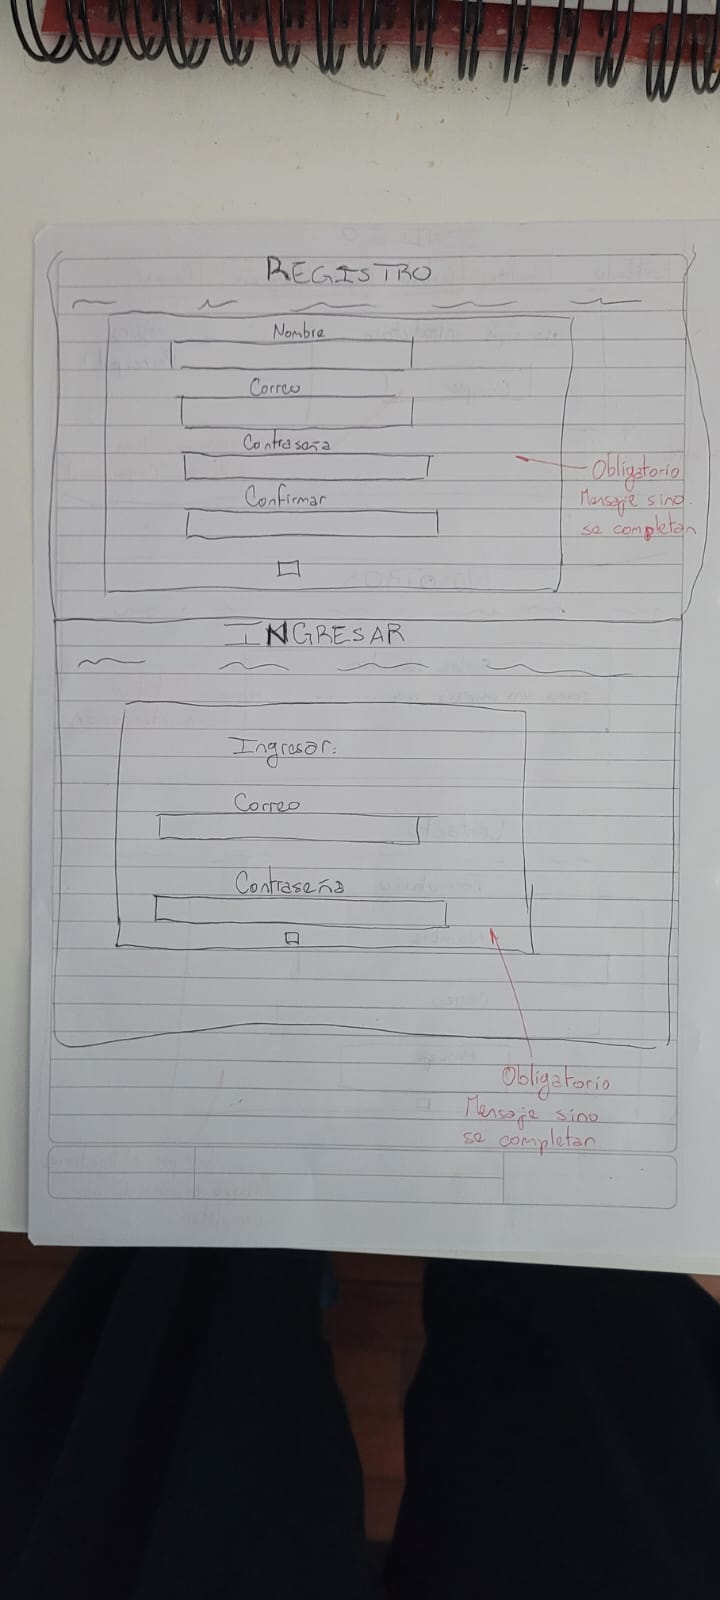 REGISTRO
Nombre
Correo
Contraseña
Confirmar
Obligatorio
Mensaje sino
se completan
INGRESAR
Ingresar:
Correo
Contraseña
Obligatorio
Mensaje sino
se completan